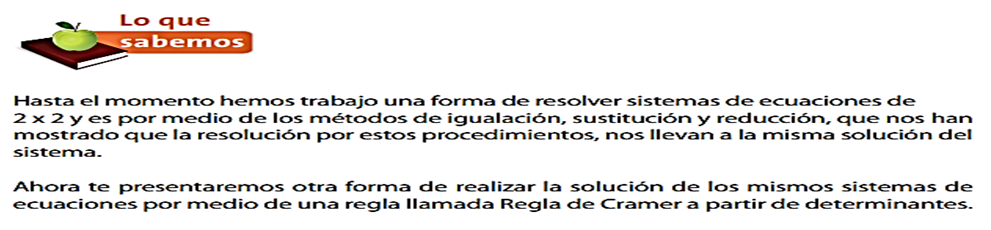 Lo que
sabemos
Hasta el momento hemos trabajo una forma de resolver sistemas de ecuaciones de
2 x 2 y es por medio de los métodos de igualación, sustitución y reducción, que nos han
mostrado que la resolución por estos procedimientos, nos llevan a la misma solución del
sistema.
Ahora te presentaremos otra forma de realizar la solución de los mismos sistemas de
ecuaciones por medio de una regla llamada Regla de Cramer a partir de determinantes.